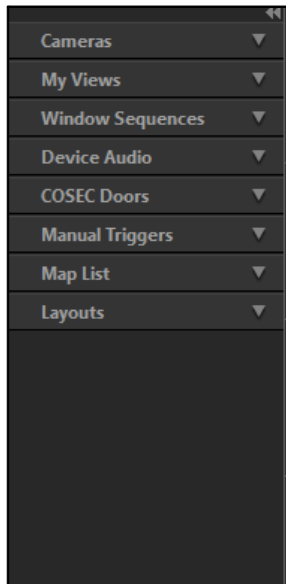 Cameras
My Views
Window Sequences
Device Audio
COSEC Doors
Manual Triggers
Map List
Layouts